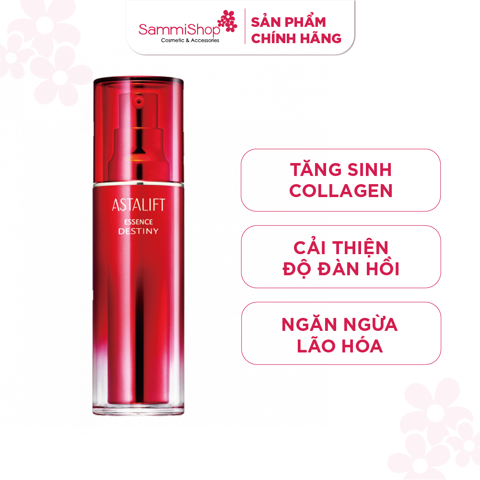 SammiShop
Cosmetic & Accessories
SẢN PHẨM
CHÍNH HÃNG
ASTALIFT
ESSENCE
DESTINY
TĂNG SINH
COLLAGEN
CẢI THIỆN
ĐỘ ĐÀN HỒI
NGĂN NGỪA
LÃO HÓA